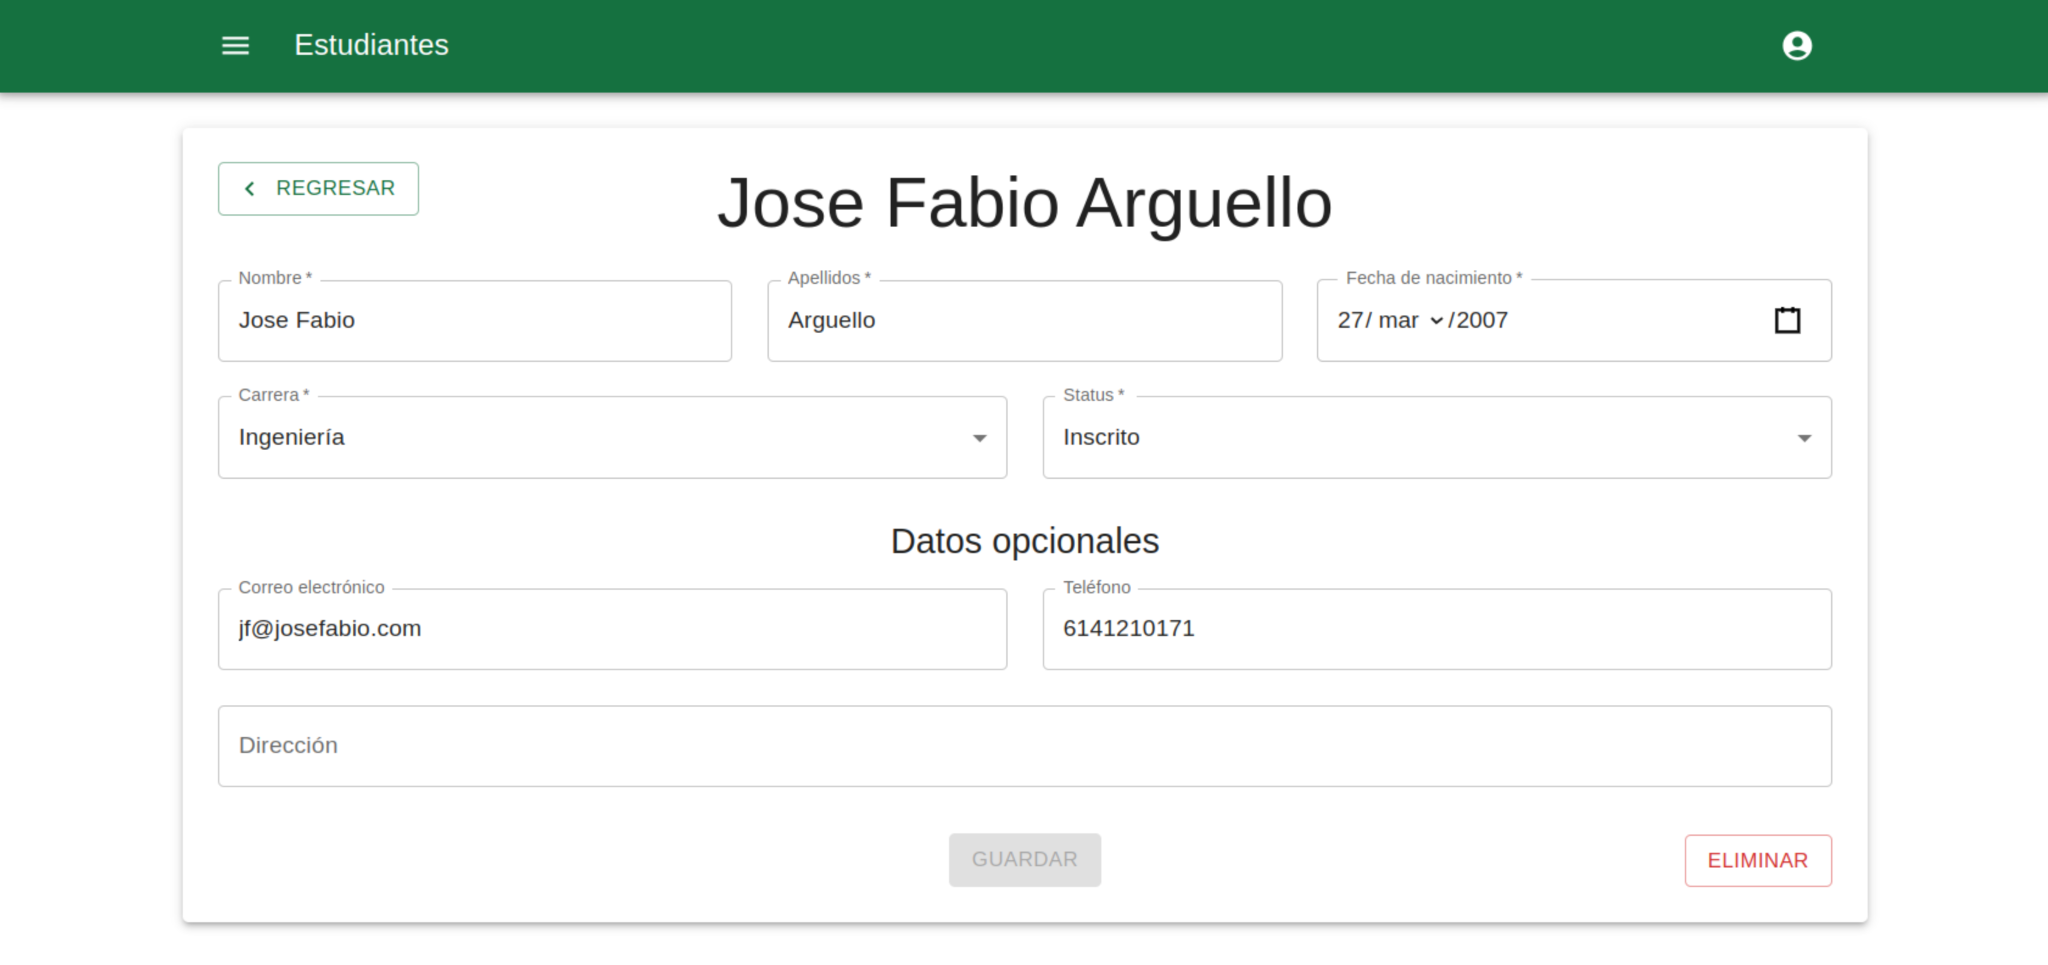 Estudiantes
REGRESAR
Jose Fabio Arguello
Nombre *
Apellidos *
Fecha de nacimiento *
Jose Fabio
Arguello
27/ mar /2007
Carrera *
Status *
Ingeniería
Inscrito
Datos opcionales
Correo electrónico
Teléfono
jf@josefabio.com
6141210171
Dirección
GUARDAR
ELIMINAR